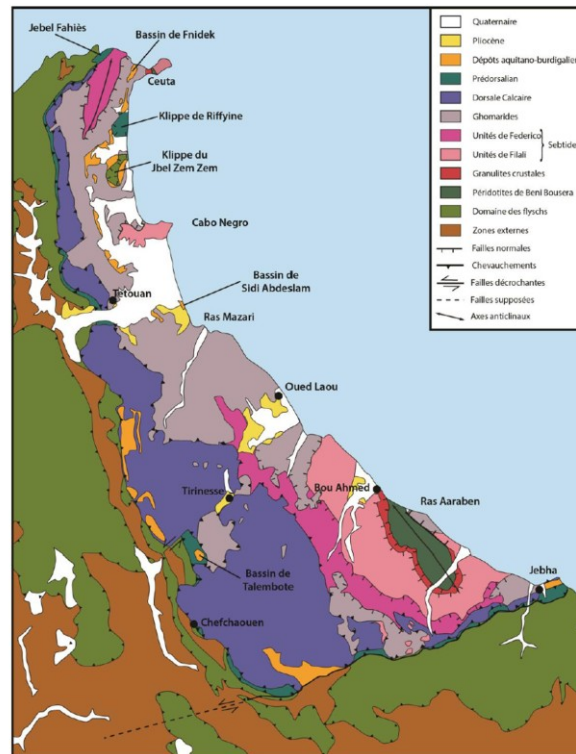 Jebel Fahiès
Bassin de Fnidek
Ceuta
Klippe de Riffyine
Klippe du
Jbel Zem Zem
Cabo Negro
Tetouan
Bassin de
Sidi Abdeslam
Ras Mazari
Oued Laou
Tirinesse
Bou Ahmed
Ras Aaraben
Bassin de
Talembote
Jebha
Chefchaouen
Quaternaire
Pliocène
Dépôts aquitano-burdigalien
Prédorsalian
Dorsale Calcaire
Ghomarides
Unités de Federico
Unités de Filali
Septide
Granulites crustales
Péridotites de Beni Bousera
Domaine des flyschs
Zones externes
Failles normales
Chevauchements
Failles décrochantes
Failles supposées
Axes anticlinaux